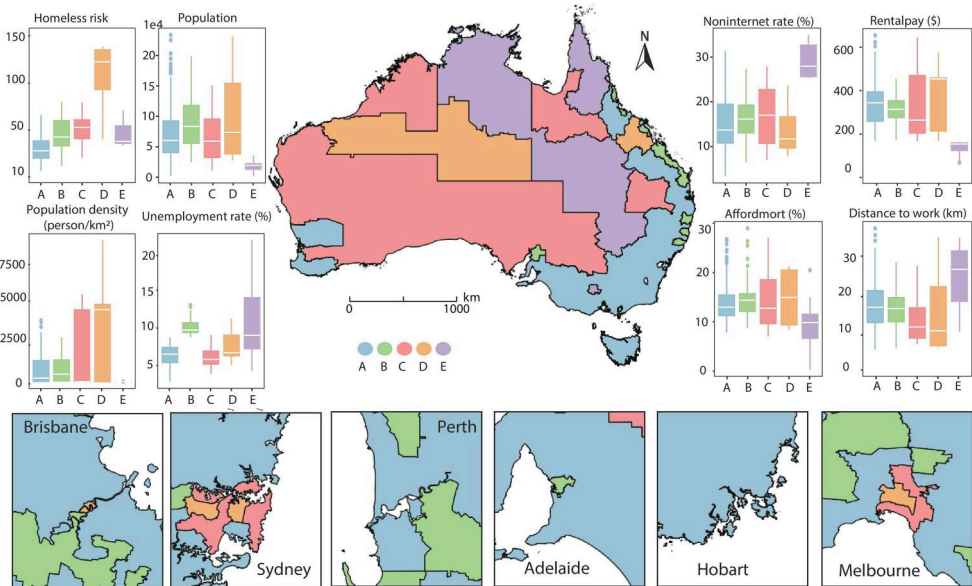 Homeless risk
150
100
50
10
A B C D E
Population
10e4
20
15
10
5
0
A B C D E
Population density
(person/km²)
7500
5000
2500
0
A B C D E
Unemployment rate (%)
20
15
10
5
A B C D E
N
0 1000 km
A B C D E
Noninternet rate (%)
30
20
10
A B C D E
Rentalpay ($)
600
400
200
0
A B C D E
Affordmort (%)
30
20
10
0
A B C D E
Distance to work (km)
30
20
10
0
A B C D E
Brisbane
Sydney
Perth
Adelaide
Hobart
Melbourne